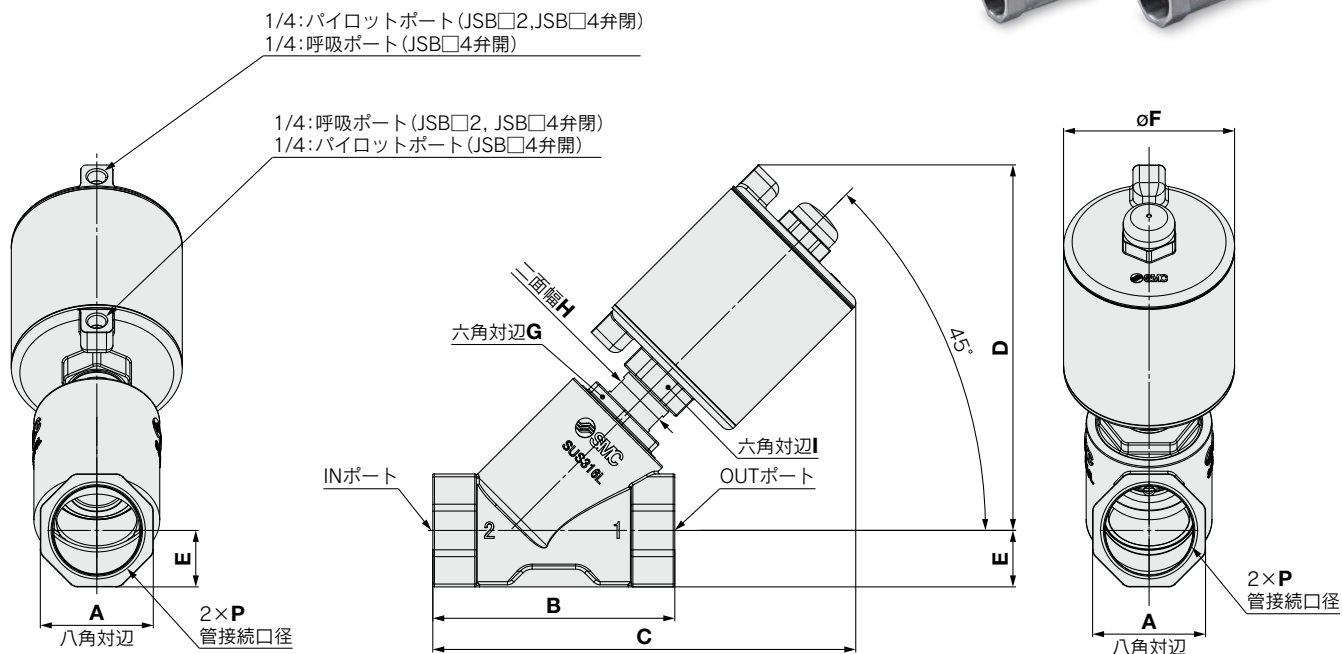 1/4:パイロットポート(JSB□2,JSB□4弁閉)
1/4:呼吸ポート(JSB□4弁開)
1/4:呼吸ポート(JSB□2, JSB□4弁閉)
1/4:パイロットポート(JSB□4弁開)
E
A
八角対辺
2×P
管接続口径
二面幅H
六角対辺G
六角対辺I
SMC
SUS316L
INポート
OUTポート
2
1
45°
D
E
B
C
øF
SMC
2×P
管接続口径
A
八角対辺